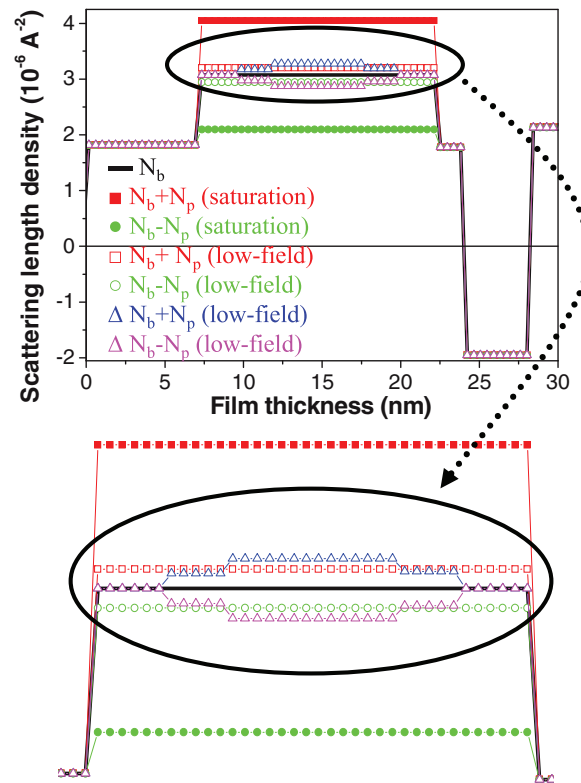 Scattering length density (10⁻⁶ A⁻²)
4
3
2
1
0
-1
-2
N_b
N_b+N_p (saturation)
N_b-N_p (saturation)
N_b+ N_p (low-field)
N_b-N_p (low-field)
Δ N_b+N_p (low-field)
Δ N_b-N_p (low-field)
0 5 10 15 20 25 30
Film thickness (nm)